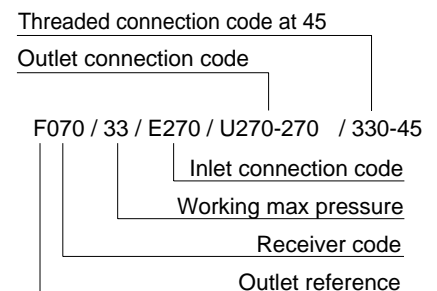 Threaded connection code at 45
Outlet connection code
F070 / 33 / E270 / U270-270 / 330-45
Inlet connection code
Working max pressure
Receiver code
Outlet reference